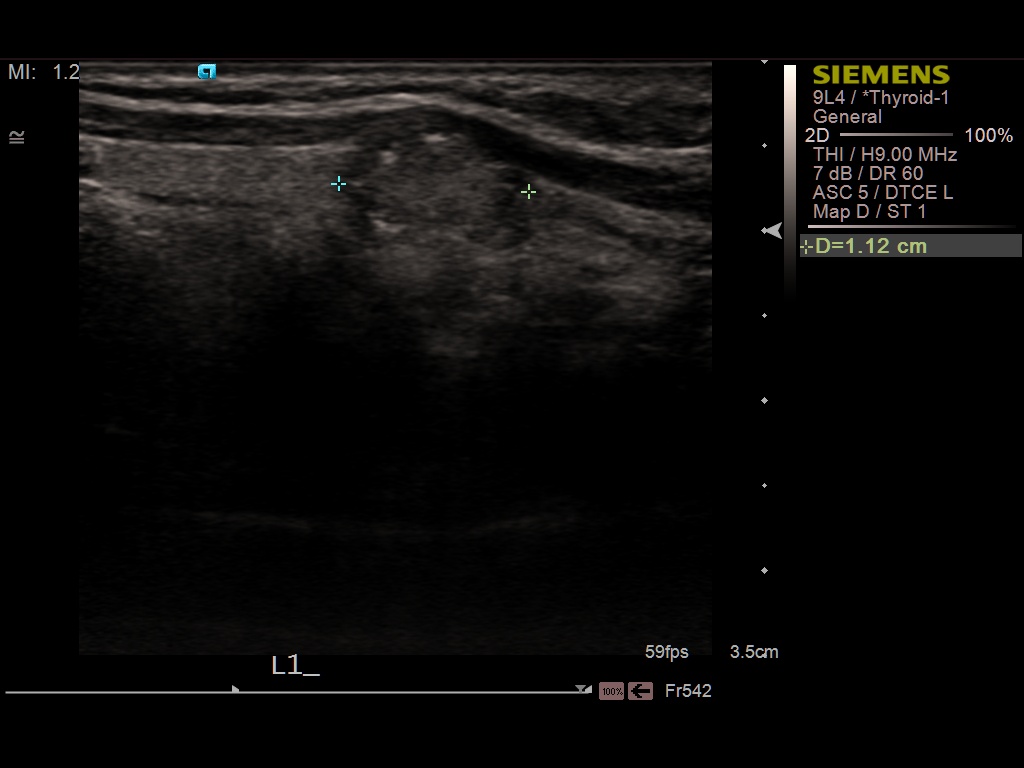 MI: 1.2
SIEMENS
9L4 / *Thyroid-1
General
2D 100%
THI / H9.00 MHz
7 dB / DR 60
ASC 5 / DTCE L
Map D / ST 1
D=1.12 cm
59fps 3.5cm
L1_
100% Fr542